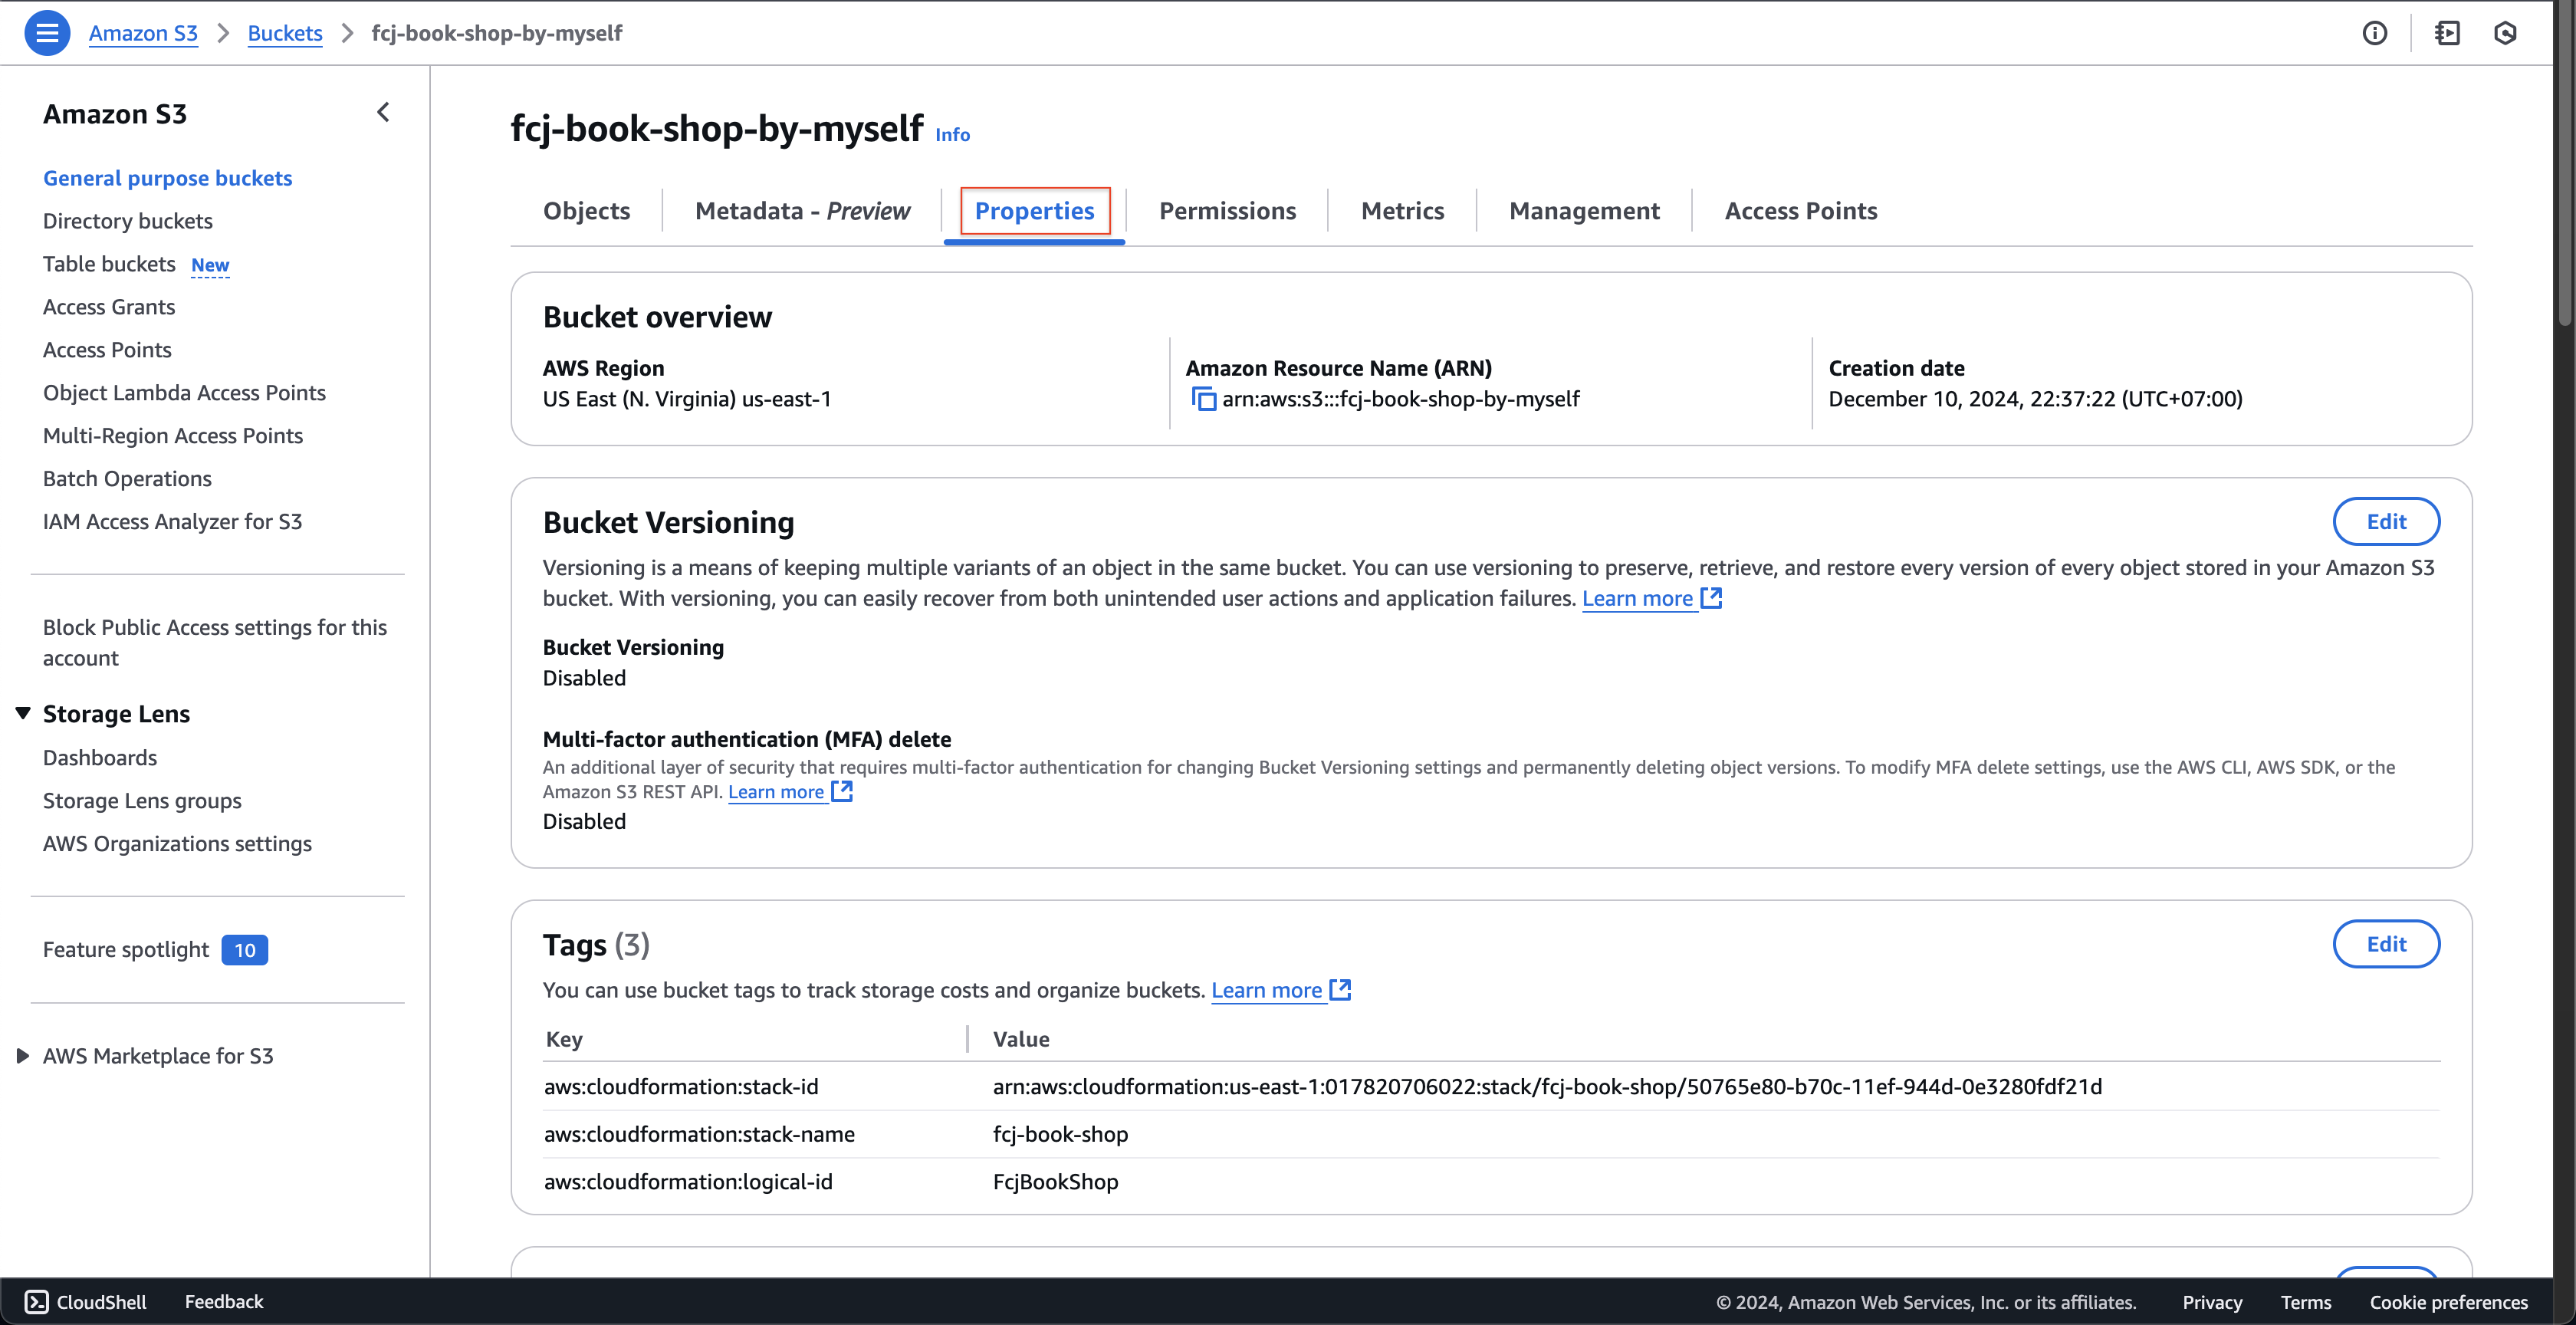 Amazon S3 > Buckets > fcj-book-shop-by-myself
Amazon S3
General purpose buckets
Directory buckets
Table buckets New
Access Grants
Access Points
Object Lambda Access Points
Multi-Region Access Points
Batch Operations
IAM Access Analyzer for S3
Block Public Access settings for this
account
Storage Lens
Dashboards
Storage Lens groups
AWS Organizations settings
Feature spotlight 10
AWS Marketplace for S3
fcj-book-shop-by-myself Info
Objects Metadata - Preview Properties Permissions Metrics Management Access Points
Bucket overview
AWS Region
US East (N. Virginia) us-east-1
Amazon Resource Name (ARN)
arn:aws:s3:::fcj-book-shop-by-myself
Creation date
December 10, 2024, 22:37:22 (UTC+07:00)
Bucket Versioning
Edit
Versioning is a means of keeping multiple variants of an object in the same bucket. You can use versioning to preserve, retrieve, and restore every version of every object stored in your Amazon S3
bucket. With versioning, you can easily recover from both unintended user actions and application failures. Learn more
Bucket Versioning
Disabled
Multi-factor authentication (MFA) delete
An additional layer of security that requires multi-factor authentication for changing Bucket Versioning settings and permanently deleting object versions. To modify MFA delete settings, use the AWS CLI, AWS SDK, or the
Amazon S3 REST API. Learn more
Disabled
Tags (3)
Edit
You can use bucket tags to track storage costs and organize buckets. Learn more
Key Value
aws:cloudformation:stack-id arn:aws:cloudformation:us-east-1:017820706022:stack/fcj-book-shop/50765e80-b70c-11ef-944d-0e3280fdf21d
aws:cloudformation:stack-name fcj-book-shop
aws:cloudformation:logical-id FcjBookShop
CloudShell Feedback © 2024, Amazon Web Services, Inc. or its affiliates. Privacy Terms Cookie preferences